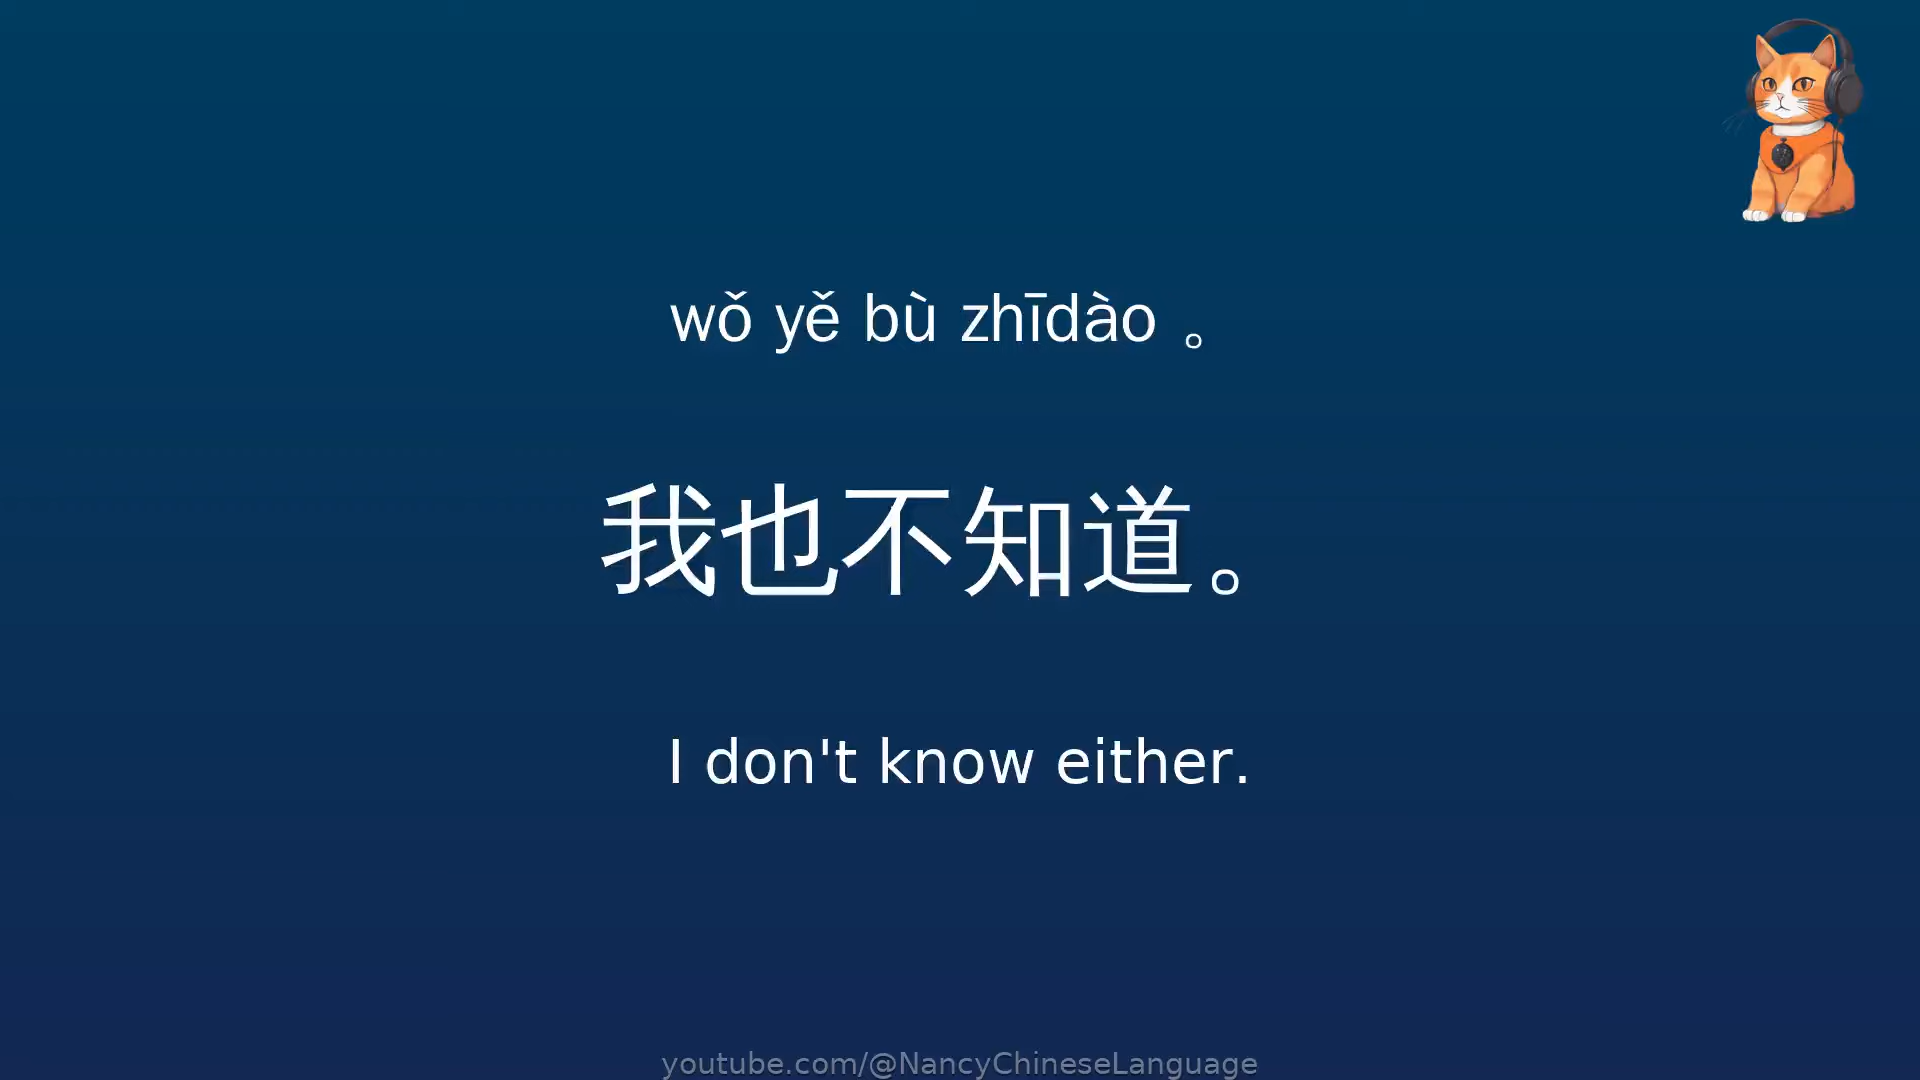 wǒ yě bù zhīdào 。
我也不知道。
I don't know either.
youtube.com/@NancyChineseLanguage